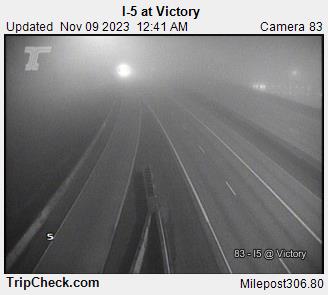 I-5 at Victory
Updated  Nov 09 2023  12:41 AM
Camera 83
T
S
83 - I5 @ Victory
TripCheck.com
Milepost306.80